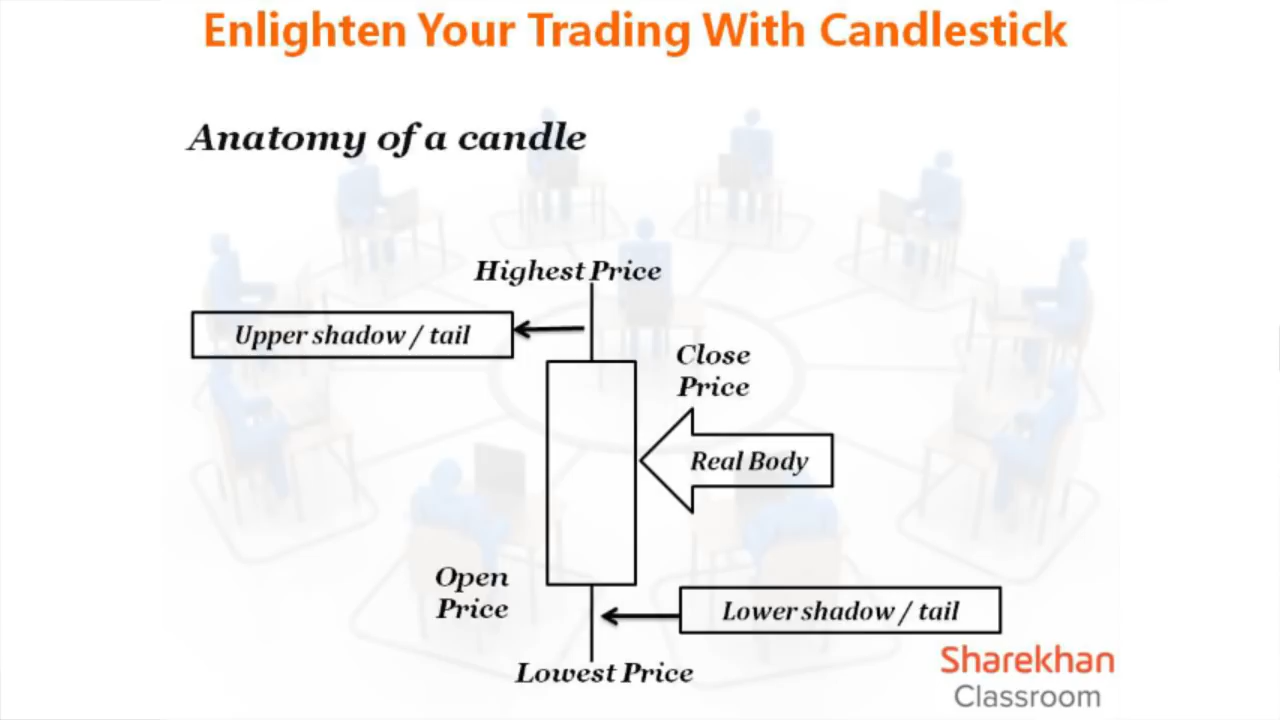 Enlighten Your Trading With Candlestick
Anatomy of a candle
Highest Price
Upper shadow / tail
Close
Price
Real Body
Open
Price
Lower shadow / tail
Lowest Price
Sharekhan
Classroom